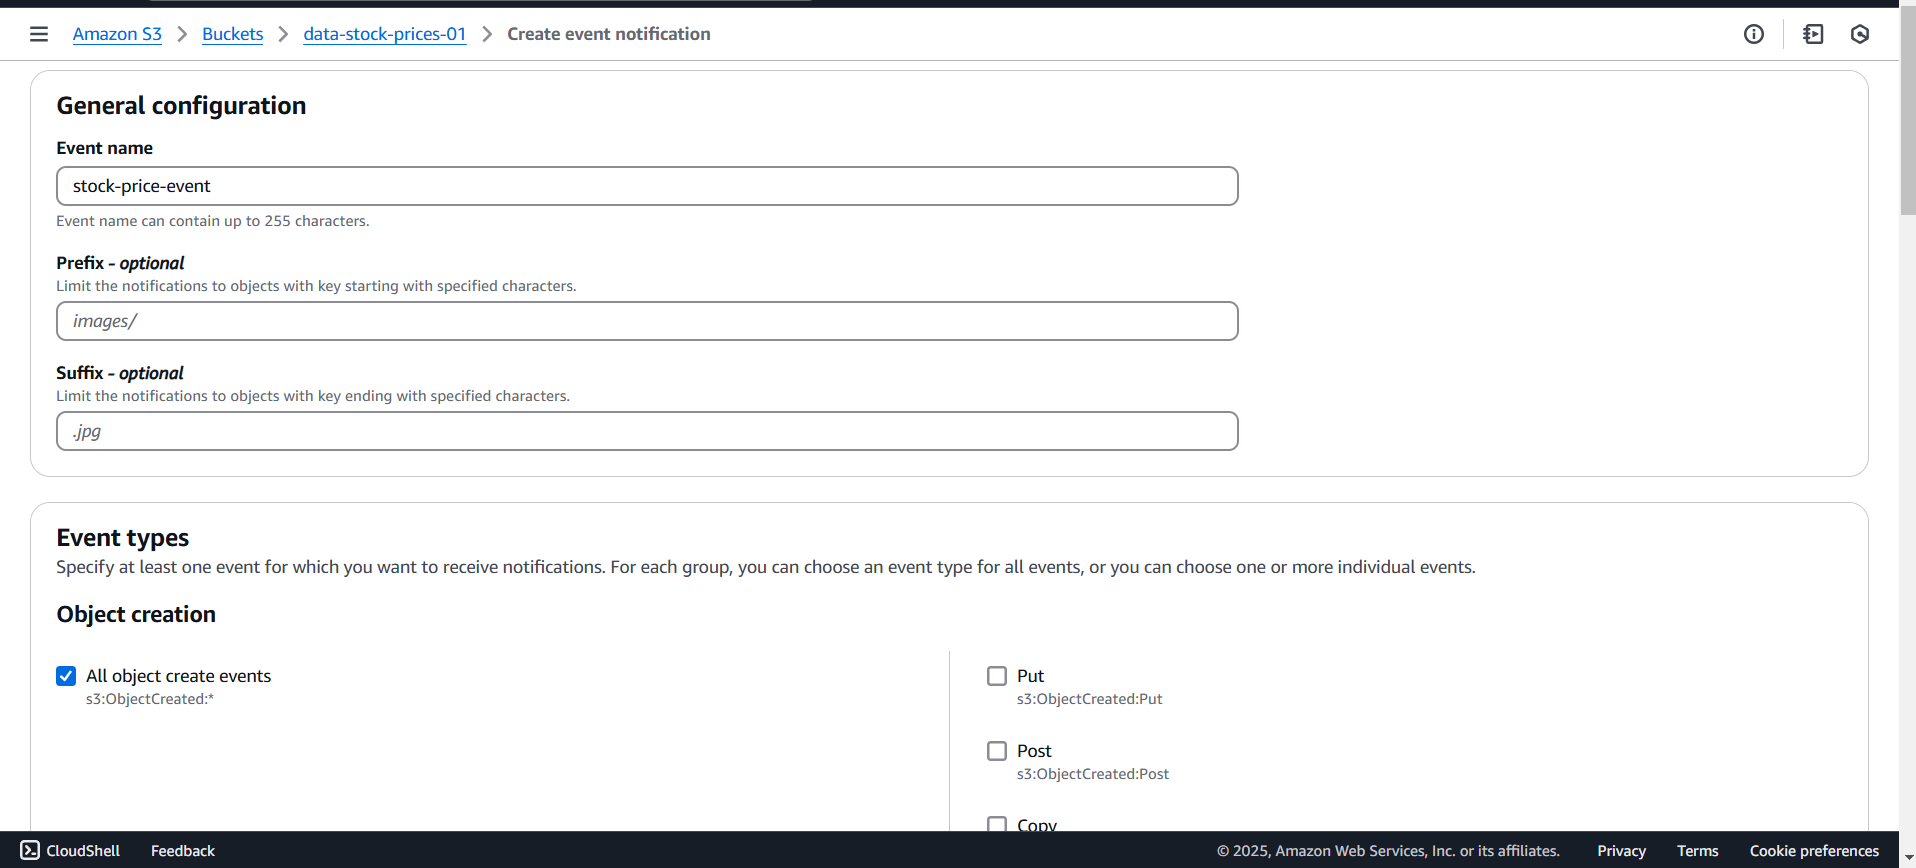 Amazon S3 > Buckets > data-stock-prices-01 > Create event notification
General configuration
Event name
stock-price-event
Event name can contain up to 255 characters.
Prefix - optional
Limit the notifications to objects with key starting with specified characters.
images/
Suffix - optional
Limit the notifications to objects with key ending with specified characters.
.jpg
Event types
Specify at least one event for which you want to receive notifications. For each group, you can choose an event type for all events, or you can choose one or more individual events.
Object creation
All object create events
s3:ObjectCreated:*
Put
s3:ObjectCreated:Put
Post
s3:ObjectCreated:Post
Copy
CloudShell Feedback © 2025, Amazon Web Services, Inc. or its affiliates. Privacy Terms Cookie preferences